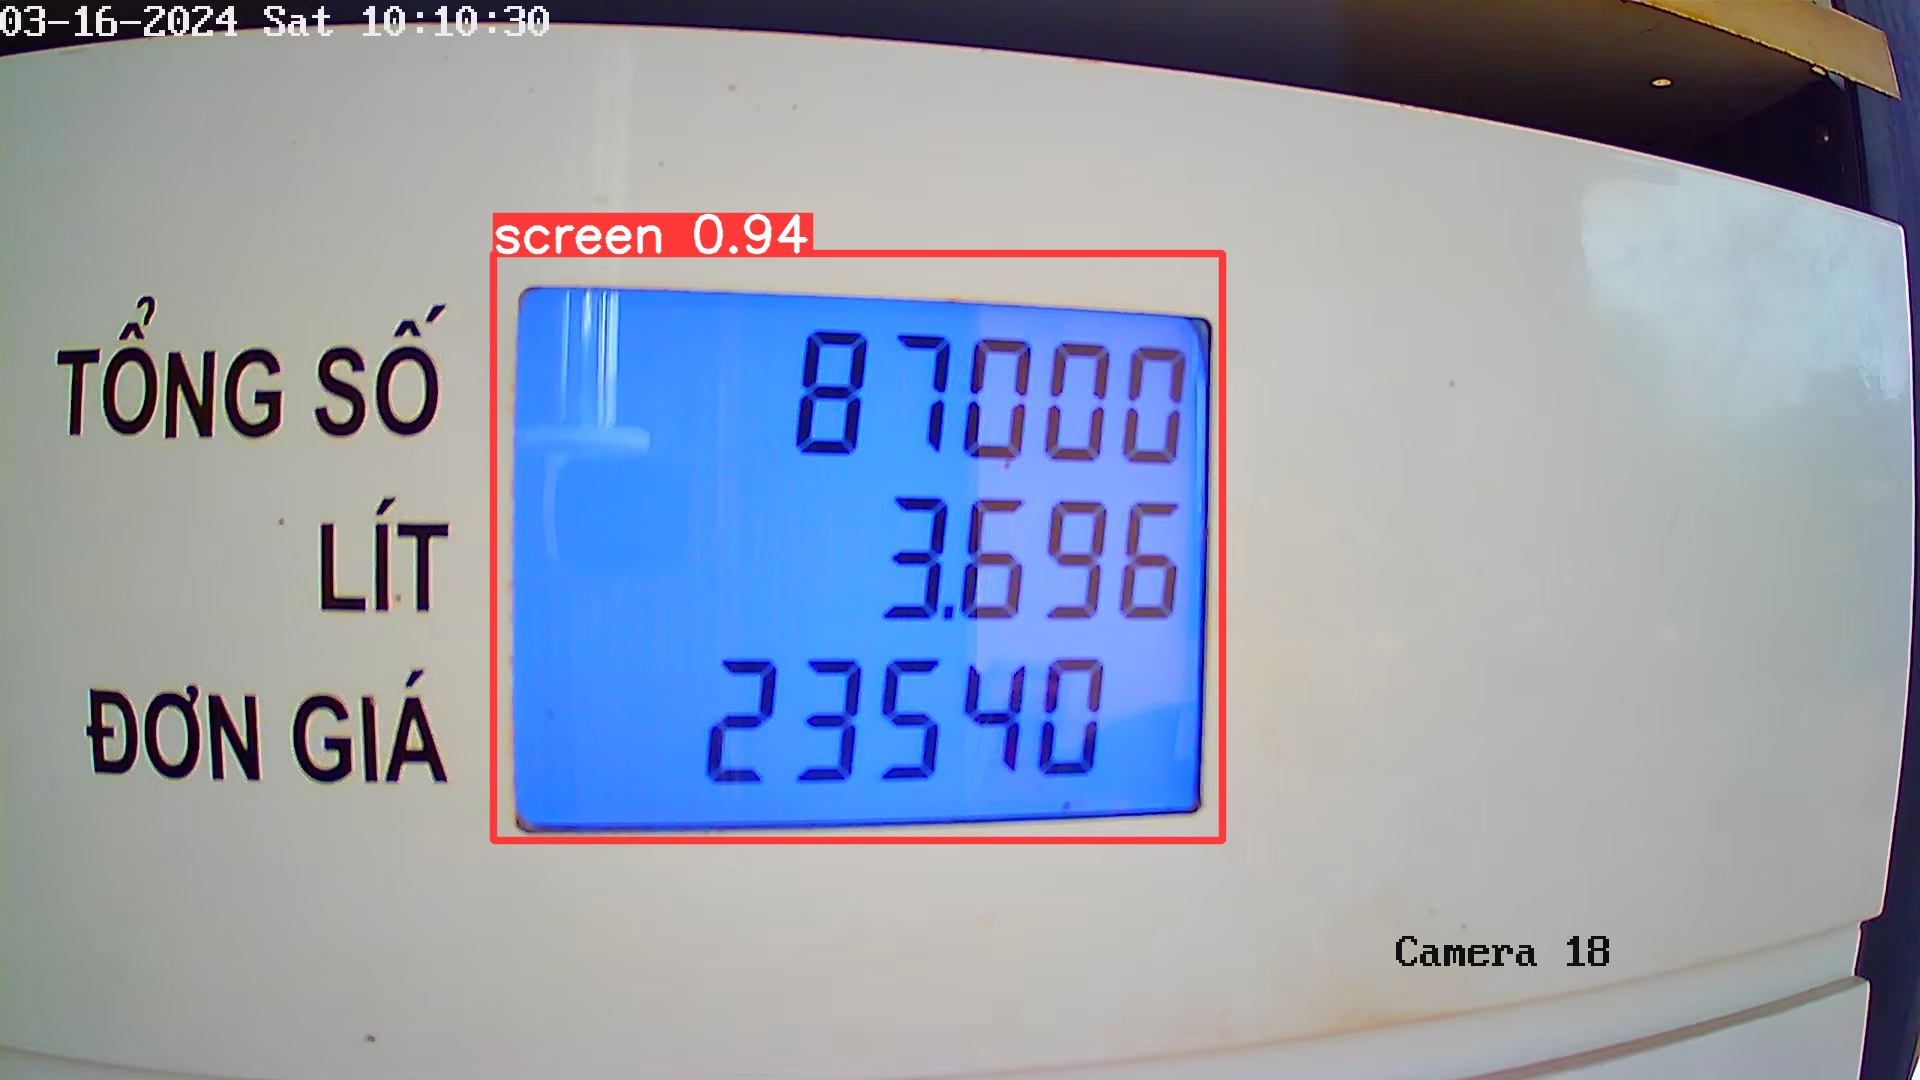 03-16-2024 Sat 10:10:30
screen 0.94
TỔNG SỐ 87000
LÍT 3.696
ĐƠN GIÁ 23540
Camera 18